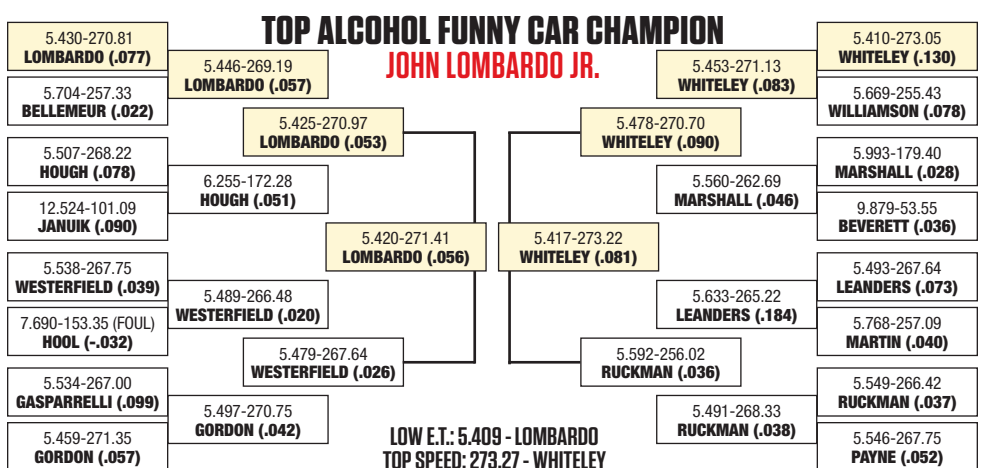 TOP ALCOHOL FUNNY CAR CHAMPION
JOHN LOMBARDO JR.
5.430-270.81
LOMBARDO (.077)
5.704-257.33
BELLEMEUR (.022)
5.507-268.22
HOUGH (.078)
12.524-101.09
JANUIK (.090)
5.538-267.75
WESTERFIELD (.039)
7.690-153.35 (FOUL)
HOOL (-.032)
5.534-267.00
GASPARRELLI (.099)
5.459-271.35
GORDON (.057)
5.446-269.19
LOMBARDO (.057)
6.255-172.28
HOUGH (.051)
5.489-266.48
WESTERFIELD (.020)
5.497-270.75
GORDON (.042)
5.425-270.97
LOMBARDO (.053)
5.479-267.64
WESTERFIELD (.026)
5.420-271.41
LOMBARDO (.056)
5.417-273.22
WHITELEY (.081)
5.478-270.70
WHITELEY (.090)
5.592-256.02
RUCKMAN (.036)
5.453-271.13
WHITELEY (.083)
5.560-262.69
MARSHALL (.046)
5.633-265.22
LEANDERS (.184)
5.491-268.33
RUCKMAN (.038)
5.410-273.05
WHITELEY (.130)
5.669-255.43
WILLIAMSON (.078)
5.993-179.40
MARSHALL (.028)
9.879-53.55
BEVERETT (.036)
5.493-267.64
LEANDERS (.073)
5.768-257.09
MARTIN (.040)
5.549-266.42
RUCKMAN (.037)
5.546-267.75
PAYNE (.052)
LOW E.T.: 5.409 - LOMBARDO
TOP SPEED: 273.27 - WHITELEY